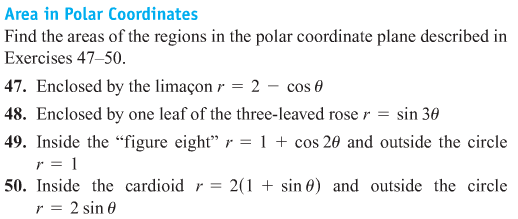 Area in Polar Coordinates
Find the areas of the regions in the polar coordinate plane described in
Exercises 47–50.
47. Enclosed by the limaçon r = 2 − cos θ
48. Enclosed by one leaf of the three-leaved rose r = sin 3θ
49. Inside the “figure eight” r = 1 + cos 2θ and outside the circle
r = 1
50. Inside the cardioid r = 2(1 + sin θ) and outside the circle
r = 2 sin θ